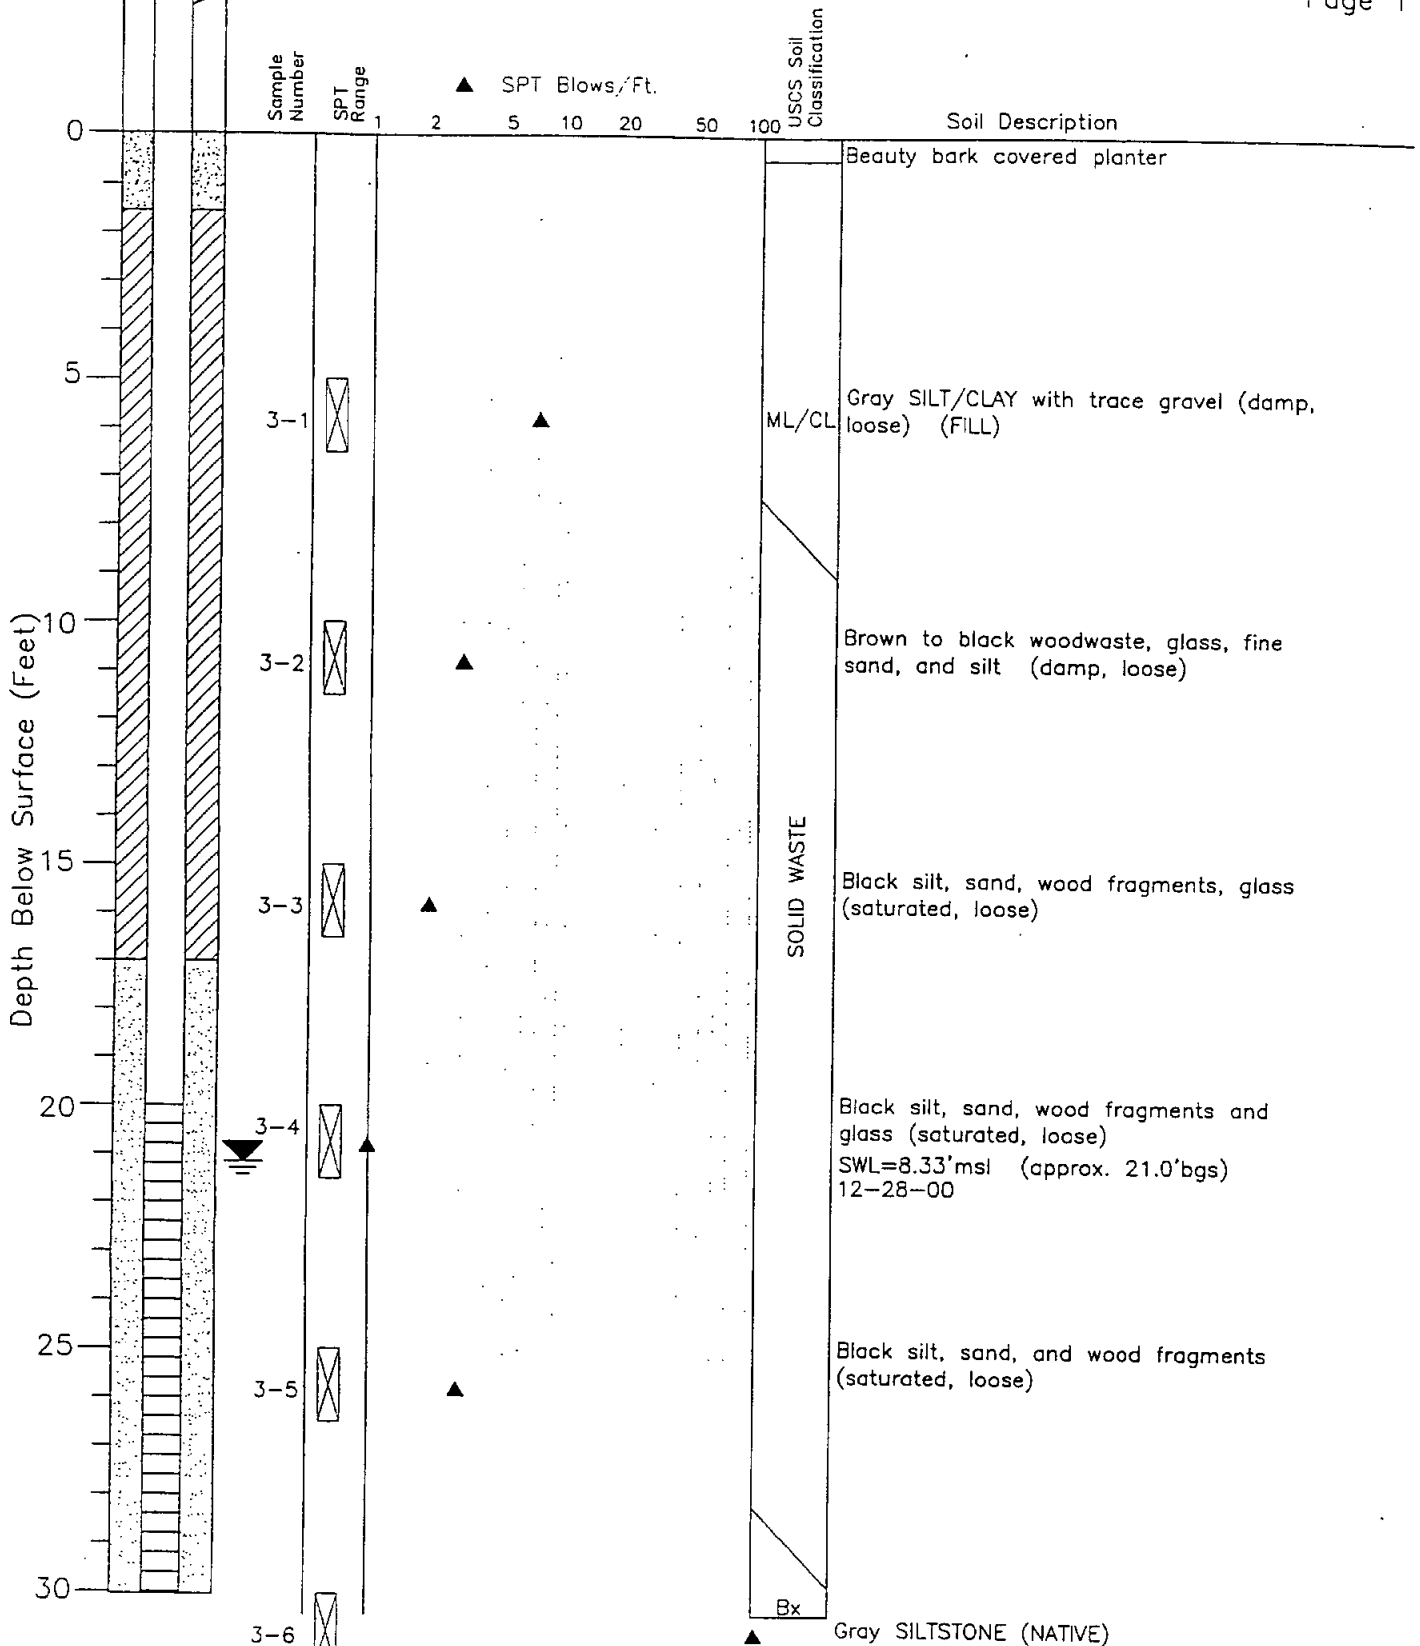 Page 1
Sample
Number
SPT
Range
▲ SPT Blows/Ft.
USCS Soil
Classification
1 2 5 10 20 50 100
Soil Description
0
Beauty bark covered planter
5
3-1
ML/CL
Gray SILT/CLAY with trace gravel (damp,
loose) (FILL)
Depth Below Surface (Feet)
10
3-2
Brown to black woodwaste, glass, fine
sand, and silt (damp, loose)
SOLID WASTE
15
3-3
Black silt, sand, wood fragments, glass
(saturated, loose)
20
3-4
Black silt, sand, wood fragments and
glass (saturated, loose)
SWL=8.33'msl (approx. 21.0'bgs)
12-28-00
25
3-5
Black silt, sand, and wood fragments
(saturated, loose)
30
Bx
3-6
Gray SILTSTONE (NATIVE)